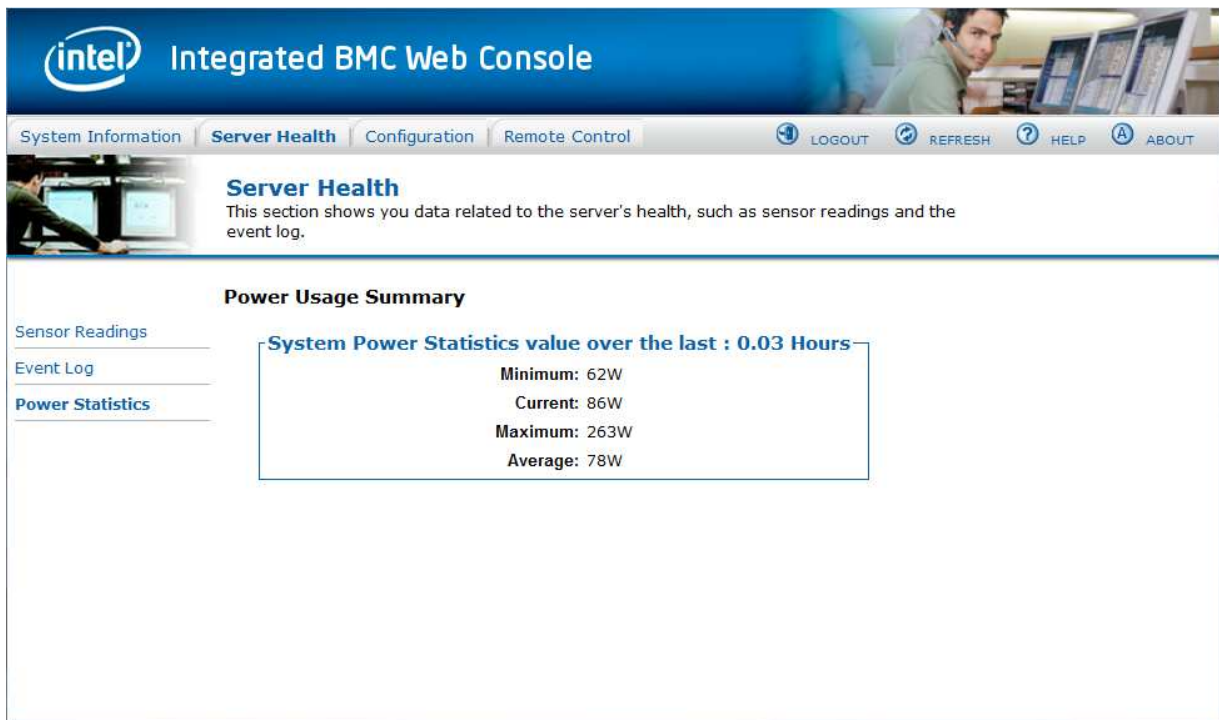 intel Integrated BMC Web Console
System Information Server Health Configuration Remote Control LOGOUT REFRESH HELP A ABOUT
Server Health
This section shows you data related to the server's health, such as sensor readings and the
event log.
Power Usage Summary
Sensor Readings
Event Log
Power Statistics
System Power Statistics value over the last : 0.03 Hours
Minimum: 62W
Current: 86W
Maximum: 263W
Average: 78W